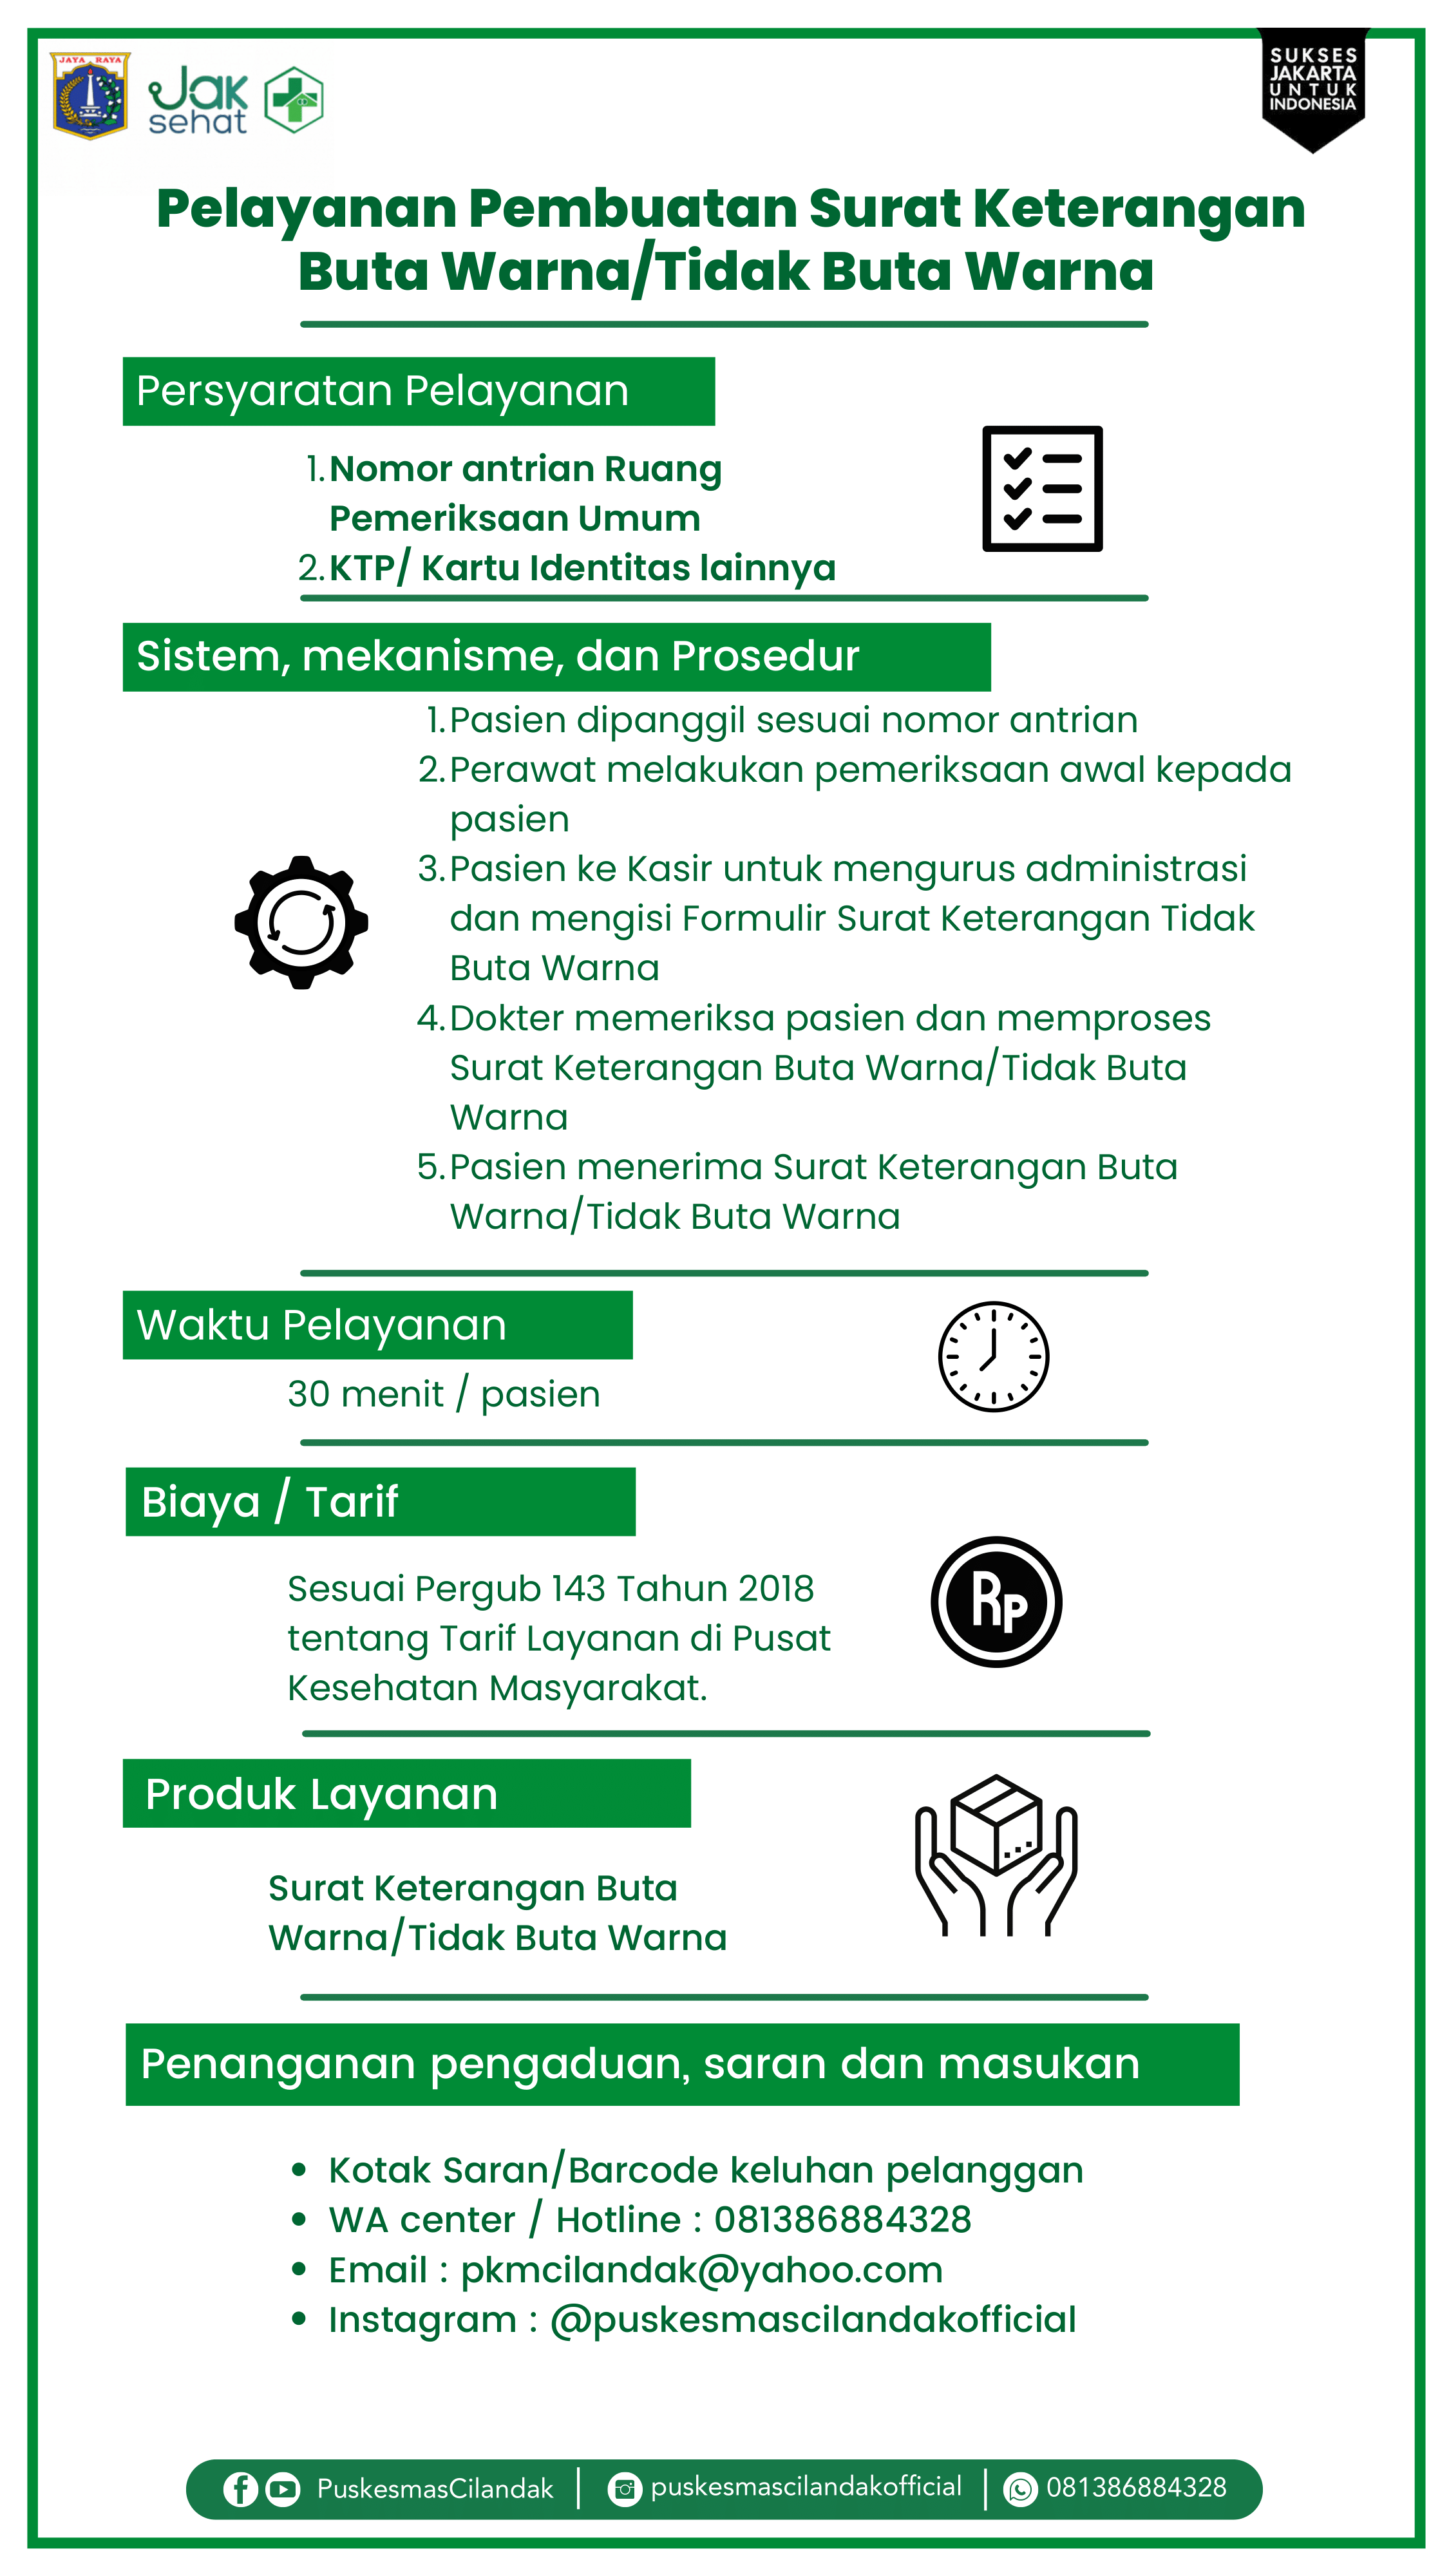 JAYA RAYA
Jak
sehat
SUKSES
JAKARTA
UNTUK
INDONESIA
Pelayanan Pembuatan Surat Keterangan
Buta Warna/Tidak Buta Warna
Persyaratan Pelayanan
1. Nomor antrian Ruang
Pemeriksaan Umum
2. KTP/ Kartu Identitas lainnya
Sistem, mekanisme, dan Prosedur
1. Pasien dipanggil sesuai nomor antrian
2. Perawat melakukan pemeriksaan awal kepada
pasien
3. Pasien ke Kasir untuk mengurus administrasi
dan mengisi Formulir Surat Keterangan Tidak
Buta Warna
4. Dokter memeriksa pasien dan memproses
Surat Keterangan Buta Warna/Tidak Buta
Warna
5. Pasien menerima Surat Keterangan Buta
Warna/Tidak Buta Warna
Waktu Pelayanan
30 menit / pasien
Biaya / Tarif
Sesuai Pergub 143 Tahun 2018
tentang Tarif Layanan di Pusat
Kesehatan Masyarakat.
RP
Produk Layanan
Surat Keterangan Buta
Warna/Tidak Buta Warna
Penanganan pengaduan, saran dan masukan
• Kotak Saran/Barcode keluhan pelanggan
• WA center / Hotline : 081386884328
• Email : pkmcilandak@yahoo.com
• Instagram : @puskesmascilandakofficial
PuskesmasCilandak | puskesmascilandakofficial | 081386884328